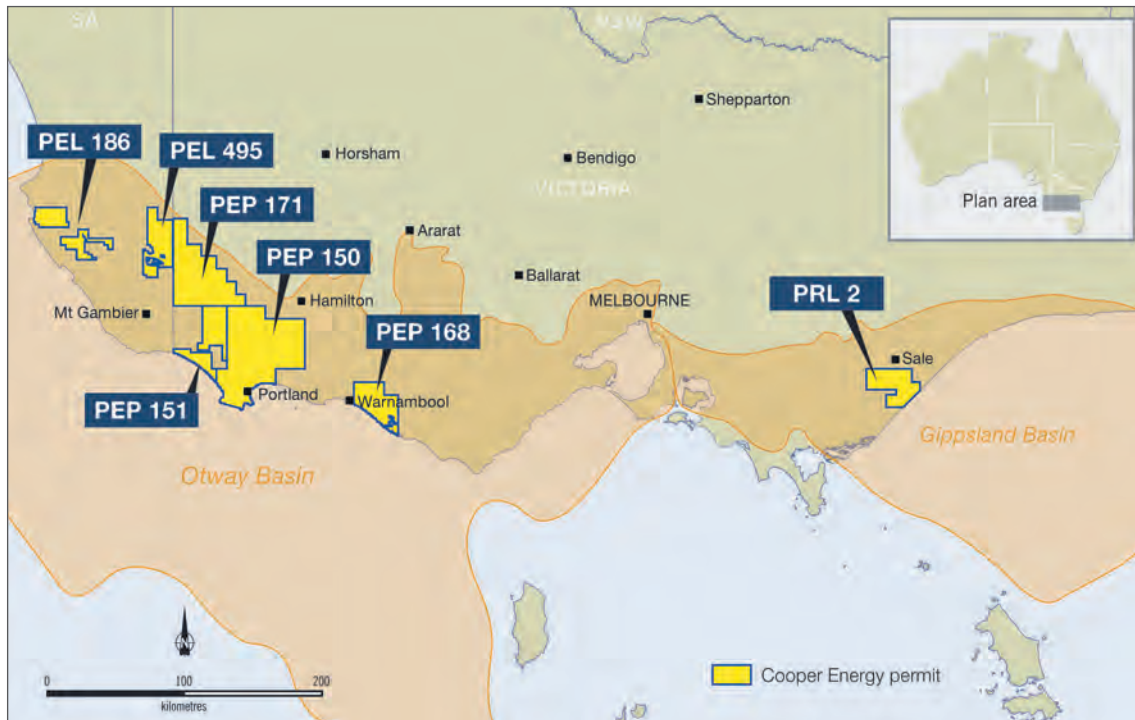 SA
NSW
Shepparton
PEL 186
PEL 495
Horsham
Bendigo
VICTORIA
Plan area
PEP 171
Ararat
PEP 150
Ballarat
Hamilton
MELBOURNE
PRL 2
Mt Gambier
PEP 168
Sale
Portland
Warnambool
PEP 151
Gippsland Basin
Otway Basin
N
0
100
200
kilometres
Cooper Energy permit